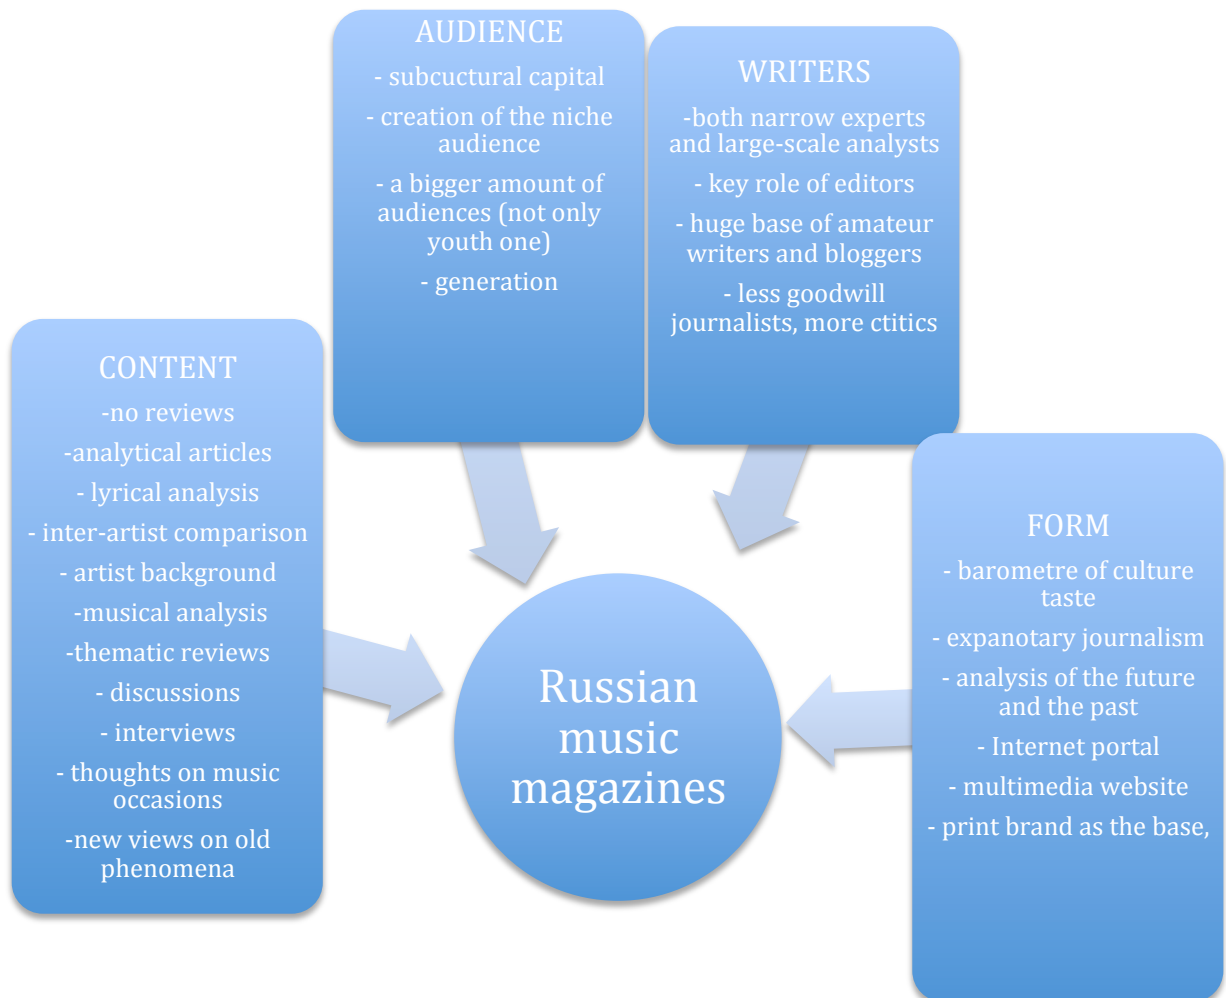 AUDIENCE
- subcuctural capital
- creation of the niche
audience
- a bigger amount of
audiences (not only
youth one)
- generation
WRITERS
-both narrow experts
and large-scale analysts
- key role of editors
- huge base of amateur
writers and bloggers
- less goodwill
journalists, more ctitics
CONTENT
-no reviews
-analytical articles
- lyrical analysis
- inter-artist comparison
- artist background
-musical analysis
-thematic reviews
- discussions
- interviews
- thoughts on music
occasions
-new views on old
phenomena
FORM
- barometre of culture
taste
- expanotary journalism
- analysis of the future
and the past
- Internet portal
- multimedia website
- print brand as the base,
Russian
music
magazines